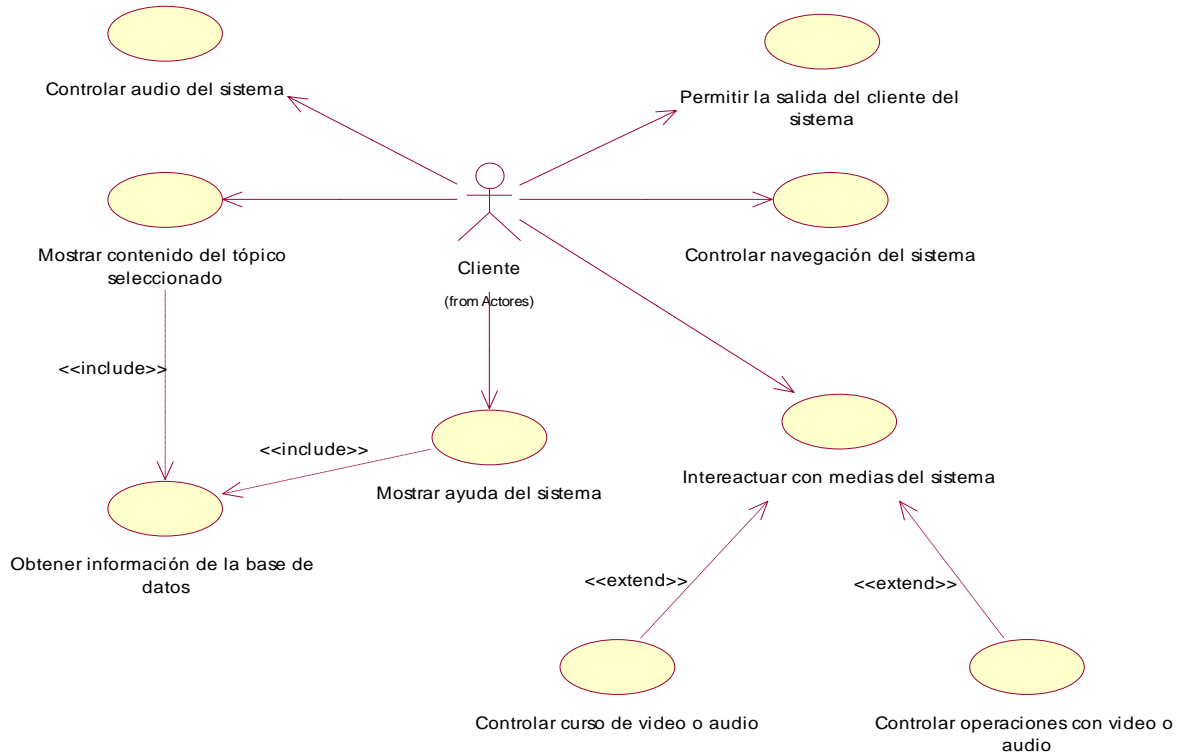 Controlar audio del sistema
Permitir la salida del cliente del
sistema
Mostrar contenido del tópico
seleccionado
Cliente
(from Actores)
Controlar navegación del sistema
<<include>>
<<include>>
Mostrar ayuda del sistema
Intereactuar con medias del sistema
Obtener información de la base de
datos
<<extend>>
<<extend>>
Controlar curso de video o audio
Controlar operaciones con video o
audio